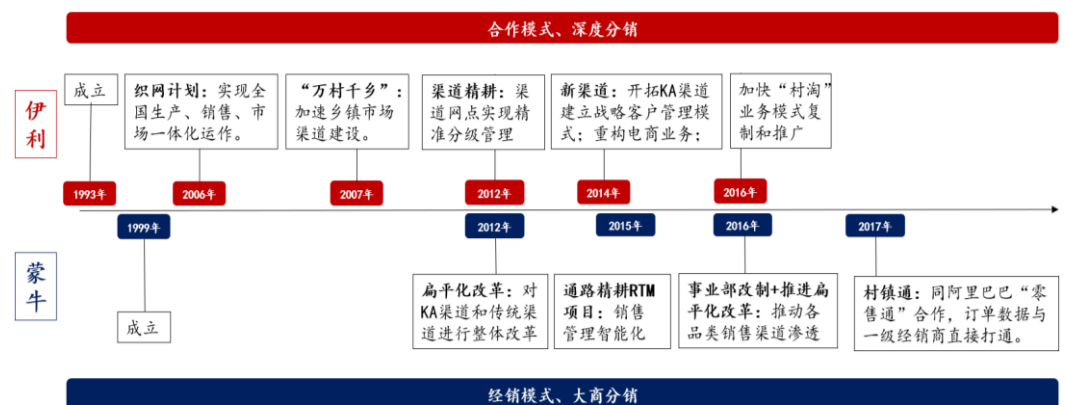 合作模式、深度分销
伊利
成立
织网计划：实现全
国生产、销售、市
场一体化运作。
“万村千乡”：
加速乡镇市场
渠道建设。
渠道精耕：渠
道网点实现精
准分级管理
新渠道：开拓KA渠道
建立战略客户管理模
式；重构电商业务；
加快“村淘”
业务模式复
制和推广
1993年
2006年
2007年
2012年
2014年
2016年
1999年
2012年
2015年
2016年
2017年
蒙牛
成立
扁平化改革：对
KA渠道和传统渠
道进行整体改革
通路精耕RTM
项目：销售
管理智能化
事业部改制+推进扁
平化改革：推动各
品类销售渠道渗透
村镇通：同阿里巴巴“零
售通”合作，订单数据与
一级经销商直接打通。
经销模式、大商分销